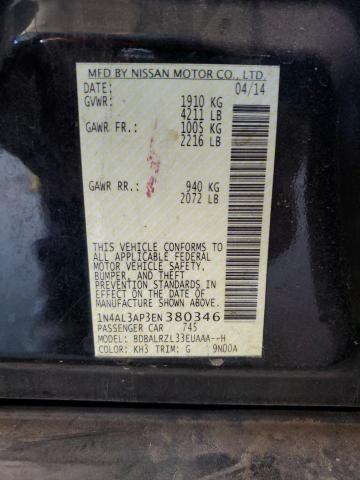 MFD BY NISSAN MOTOR CO., LTD.
DATE: 04/14
GVWR: 1910 KG
4211 LB
GAWR FR.: 1005 KG
2216 LB
GAWR RR.: 940 KG
2072 LB
THIS VEHICLE CONFORMS TO
ALL APPLICABLE FEDERAL
MOTOR VEHICLE SAFETY,
BUMPER, AND THEFT
PREVENTION STANDARDS
IN EFFECT ON THE DATE OF
MANUFACTURE SHOWN ABOVE.
1N4AL3AP3EN380346
PASSENGER CAR 745
MODEL: BDBALRZL33EUAAA--H
COLOR: KH3 TRIM: G 9N00A